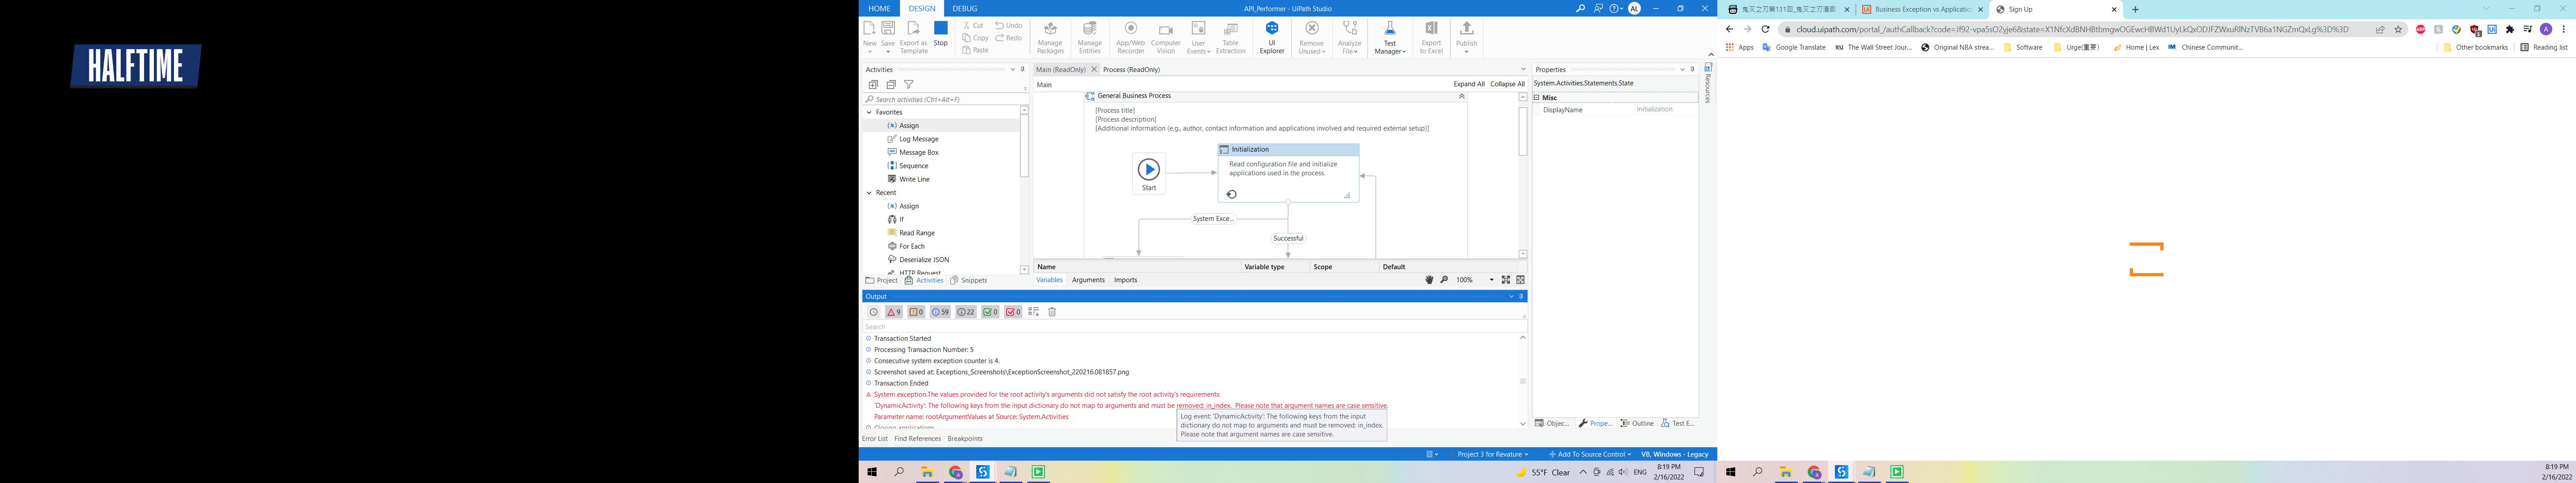 HALFTIME
HOME DESIGN DEBUG
API_Performer - UiPath Studio
AL
New Save Export as Template Stop
Cut Copy Paste
Undo Redo
Manage Packages
Manage Entities
App/Web Recorder
Computer Vision
User Events
Table Extraction
UI Explorer
Remove Unused
Analyze File
Test Manager
Export to Excel
Publish
Activities
Search activities (Ctrl+Alt+F)
Favorites
Assign
Log Message
Message Box
Sequence
Write Line
Recent
Assign
If
Read Range
For Each
Deserialize JSON
HTTP Request
Project Activities Snippets
Main (ReadOnly) Process (ReadOnly)
Main
Expand All Collapse All
General Business Process
[Process title]
[Process description]
[Additional information (e.g., author, contact information and applications involved and required external setup)]
Start
Initialization
Read configuration file and initialize
applications used in the process.
System Exce...
Successful
Name Variable type Scope Default
Variables Arguments Imports
100%
Properties
System.Activities.Statements.State
Misc
DisplayName Initialization
Resources
Output
9 0 59 22 0 0
Search
Transaction Started
Processing Transaction Number: 5
Consecutive system exception counter is 4.
Screenshot saved at: Exceptions_Screenshots\ExceptionScreenshot_220216.081857.png
Transaction Ended
System exception.The values provided for the root activity's arguments did not satisfy the root activity's requirements:
'DynamicActivity': The following keys from the input dictionary do not map to arguments and must be removed: in_index. Please note that argument names are case sensitive.
Parameter name: rootArgumentValues at Source: System.Activities
Closing applications...
Log event: 'DynamicActivity': The following keys from the input
dictionary do not map to arguments and must be removed: in_index.
Please note that argument names are case sensitive.
Error List Find References Breakpoints
Objec... Prope... Outline Test E...
Project 3 for Revature Add To Source Control VB, Windows - Legacy
55°F Clear ENG 8:19 PM
2/16/2022
鬼灭之刃第131回_鬼灭之刃漫画 Business Exception vs Application Sign Up
Apps Google Translate The Wall Street Jour... Original NBA strea... Software Urge(重要) Home | Lex Chinese Communit...
Other bookmarks Reading list
8:19 PM
2/16/2022